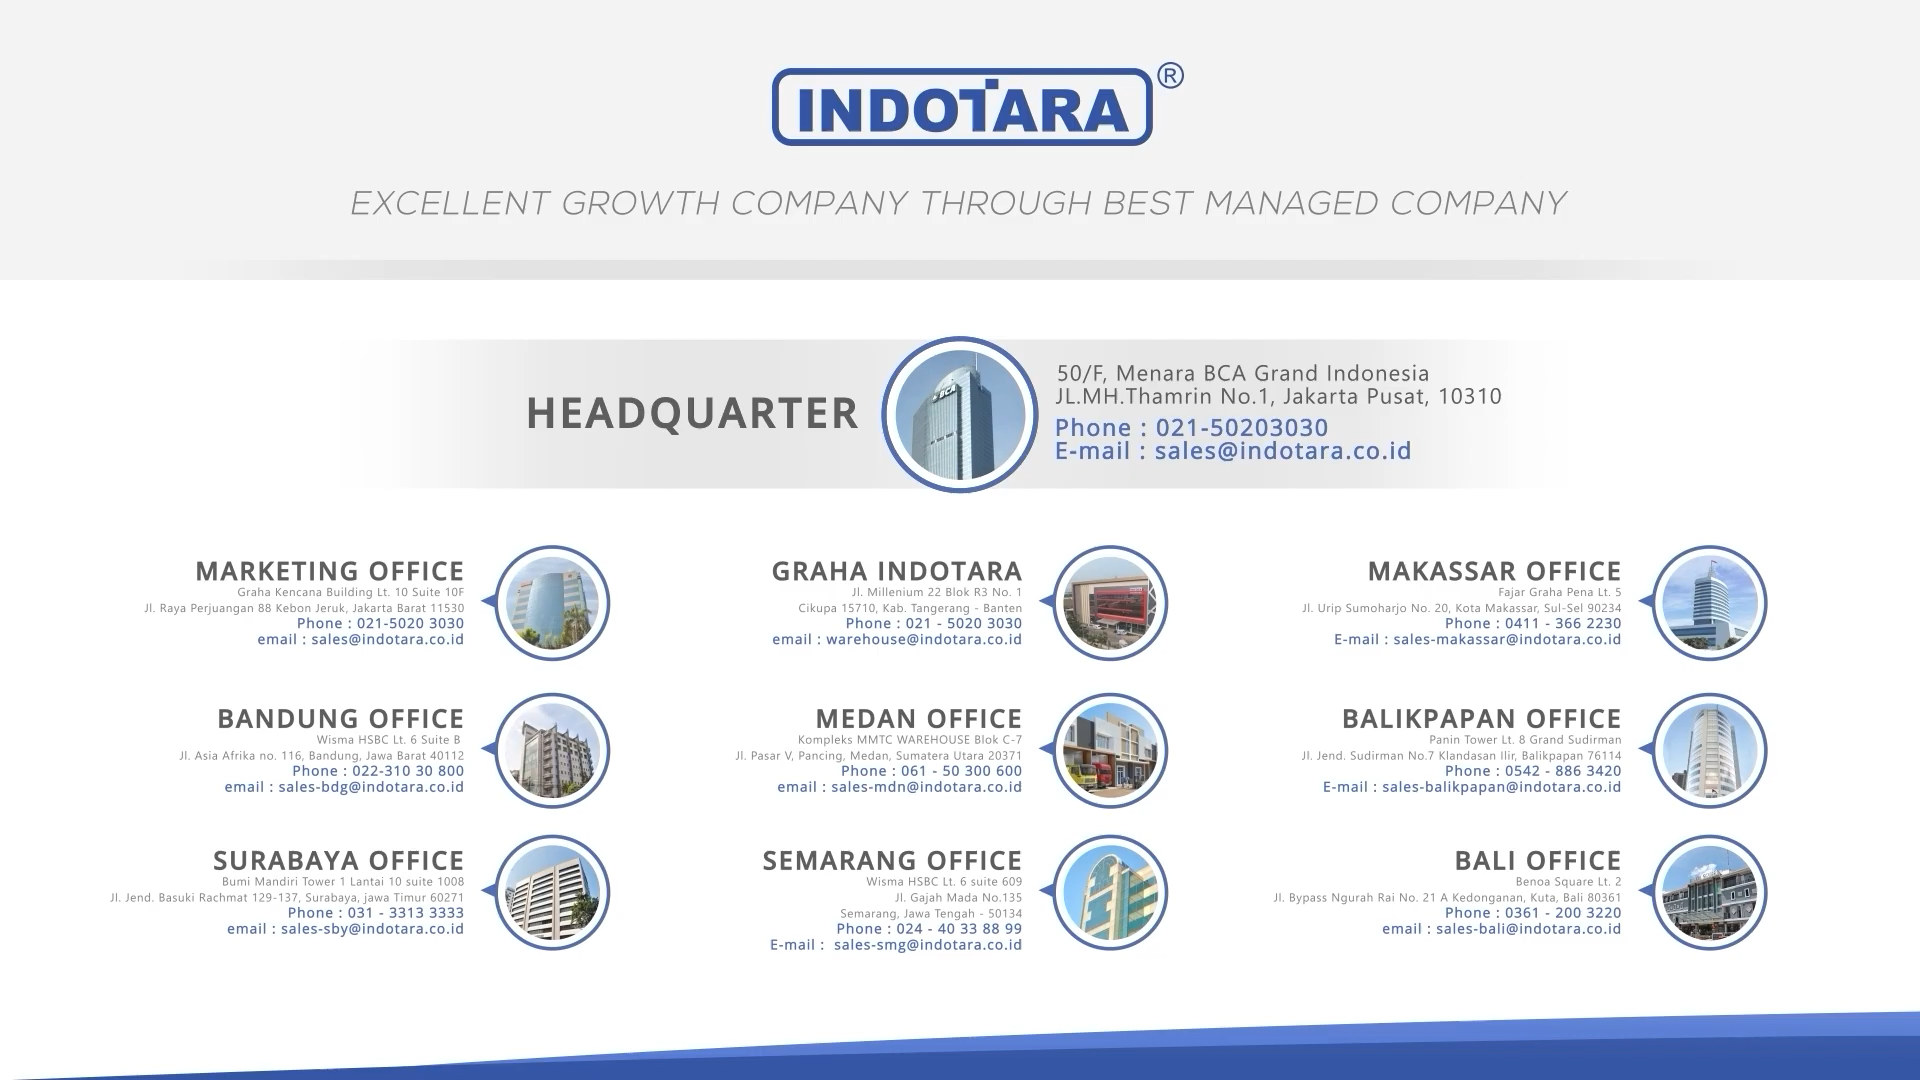 INDOTARA®
EXCELLENT GROWTH COMPANY THROUGH BEST MANAGED COMPANY
HEADQUARTER
BCA
50/F, Menara BCA Grand Indonesia
JL.MH.Thamrin No.1, Jakarta Pusat, 10310
Phone : 021-50203030
E-mail : sales@indotara.co.id
MARKETING OFFICE
Graha Kencana Building Lt. 10 Suite 10F
Jl. Raya Perjuangan 88 Kebon Jeruk, Jakarta Barat 11530
Phone : 021-5020 3030
email : sales@indotara.co.id
GRAHA INDOTARA
Jl. Millenium 22 Blok R3 No. 1
Cikupa 15710, Kab. Tangerang - Banten
Phone : 021 - 5020 3030
email : warehouse@indotara.co.id
MAKASSAR OFFICE
Fajar Graha Pena Lt. 5
Jl. Urip Sumoharjo No. 20, Kota Makassar, Sul-Sel 90234
Phone : 0411 - 366 2230
E-mail : sales-makassar@indotara.co.id
BANDUNG OFFICE
Wisma HSBC Lt. 6 Suite B
Jl. Asia Afrika no. 116, Bandung, Jawa Barat 40112
Phone : 022-310 30 800
email : sales-bdg@indotara.co.id
MEDAN OFFICE
Kompleks MMTC WAREHOUSE Blok C-7
Jl. Pasar V, Pancing, Medan, Sumatera Utara 20371
Phone : 061 - 50 300 600
email : sales-mdn@indotara.co.id
BALIKPAPAN OFFICE
Panin Tower Lt. 8 Grand Sudirman
Jl. Jend. Sudirman No.7 Klandasan Ilir, Balikpapan 76114
Phone : 0542 - 886 3420
E-mail : sales-balikpapan@indotara.co.id
SURABAYA OFFICE
Bumi Mandiri Tower 1 Lantai 10 suite 1008
Jl. Jend. Basuki Rachmat 129-137, Surabaya, jawa Timur 60271
Phone : 031 - 3313 3333
email : sales-sby@indotara.co.id
SEMARANG OFFICE
Wisma HSBC Lt. 6 suite 609
Jl. Gajah Mada No.135
Semarang, Jawa Tengah - 50134
Phone : 024 - 40 33 88 99
E-mail : sales-smg@indotara.co.id
BALI OFFICE
Benoa Square Lt. 2
Jl. Bypass Ngurah Rai No. 21 A Kedonganan, Kuta, Bali 80361
Phone : 0361 - 200 3220
email : sales-bali@indotara.co.id